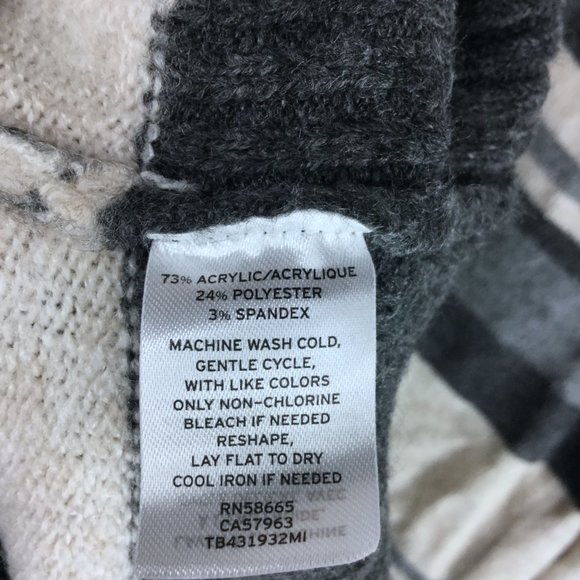 73% ACRYLIC/ACRYLIQUE
24% POLYESTER
3% SPANDEX
MACHINE WASH COLD,
GENTLE CYCLE,
WITH LIKE COLORS
ONLY NON-CHLORINE
BLEACH IF NEEDED
RESHAPE,
LAY FLAT TO DRY
COOL IRON IF NEEDED
RN58665
CA57963
TB431932MI